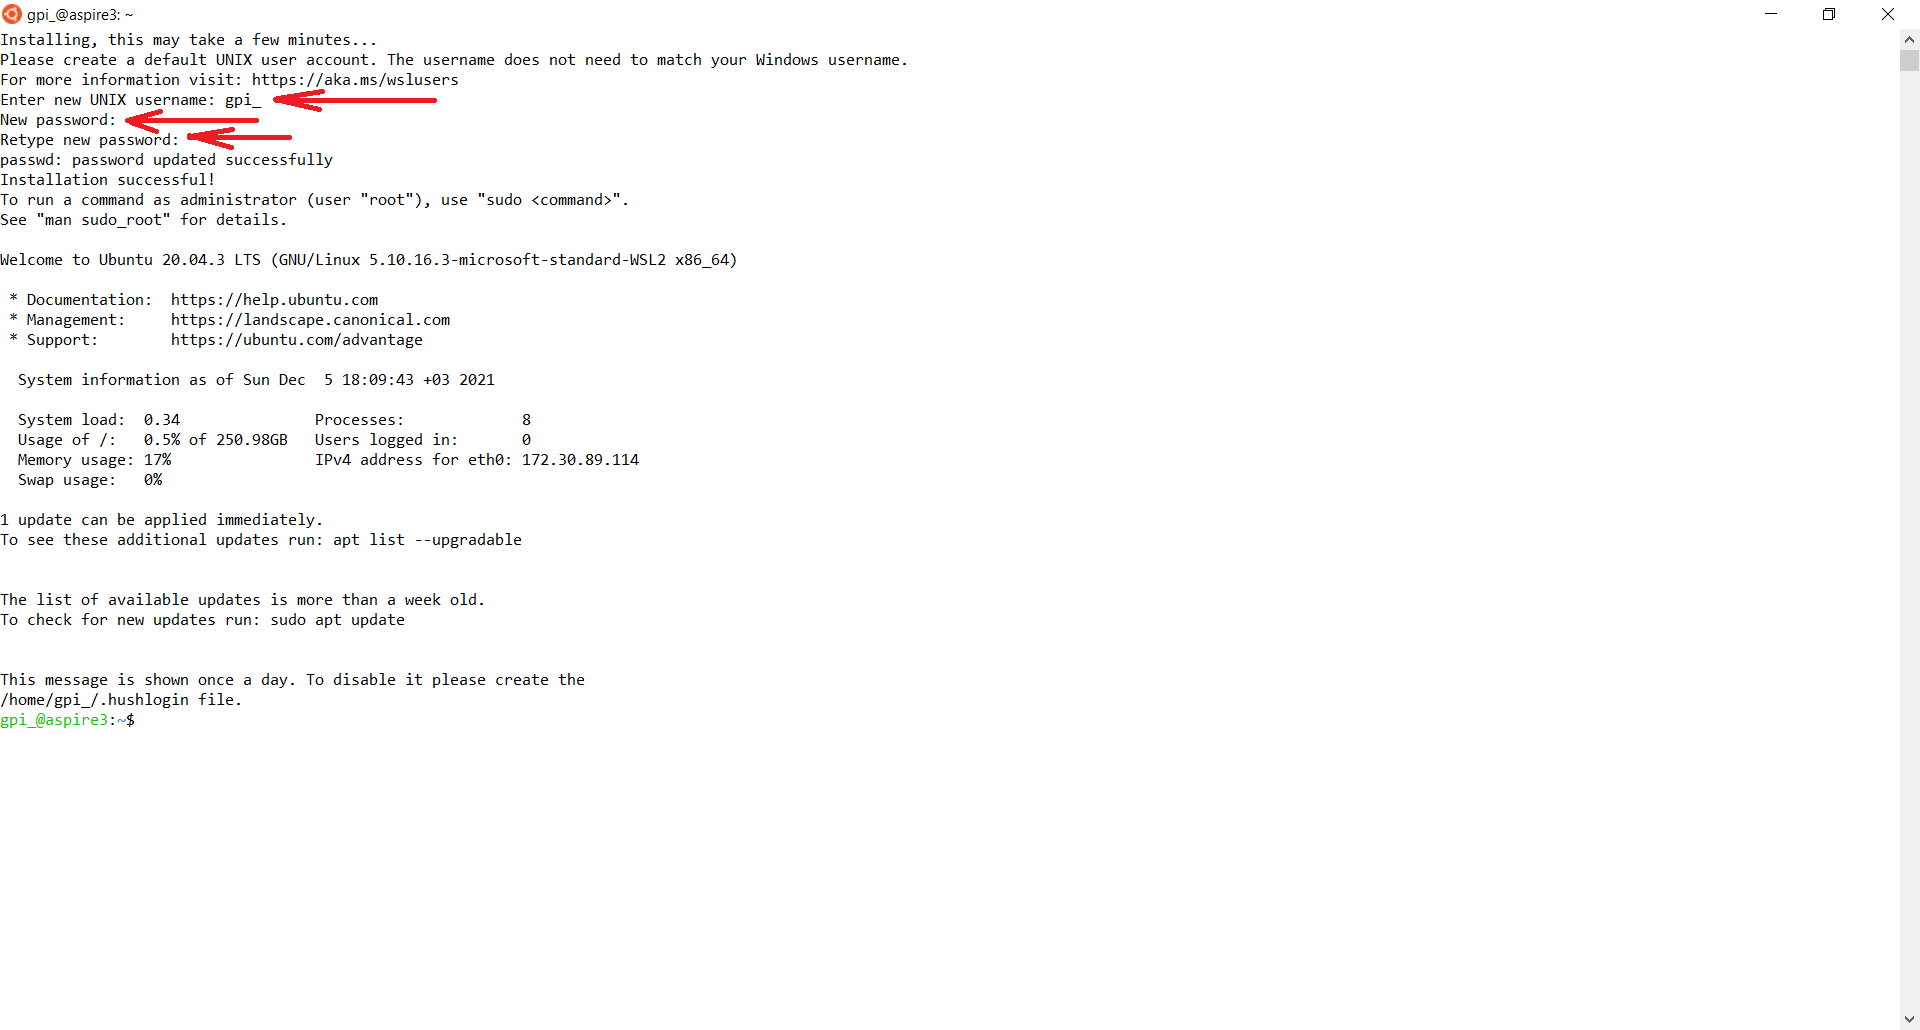 gpi_@aspire3: ~
Installing, this may take a few minutes...
Please create a default UNIX user account. The username does not need to match your Windows username.
For more information visit: https://aka.ms/wslusers
Enter new UNIX username: gpi_
New password:
Retype new password:
passwd: password updated successfully
Installation successful!
To run a command as administrator (user "root"), use "sudo <command>".
See "man sudo_root" for details.
Welcome to Ubuntu 20.04.3 LTS (GNU/Linux 5.10.16.3-microsoft-standard-WSL2 x86_64)
* Documentation:  https://help.ubuntu.com
* Management:     https://landscape.canonical.com
* Support:        https://ubuntu.com/advantage
System information as of Sun Dec  5 18:09:43 +03 2021
System load:  0.34               Processes:             8
Usage of /:   0.5% of 250.98GB   Users logged in:       0
Memory usage: 17%                IPv4 address for eth0: 172.30.89.114
Swap usage:   0%
1 update can be applied immediately.
To see these additional updates run: apt list --upgradable
The list of available updates is more than a week old.
To check for new updates run: sudo apt update
This message is shown once a day. To disable it please create the
/home/gpi_/.hushlogin file.
gpi_@aspire3:~$